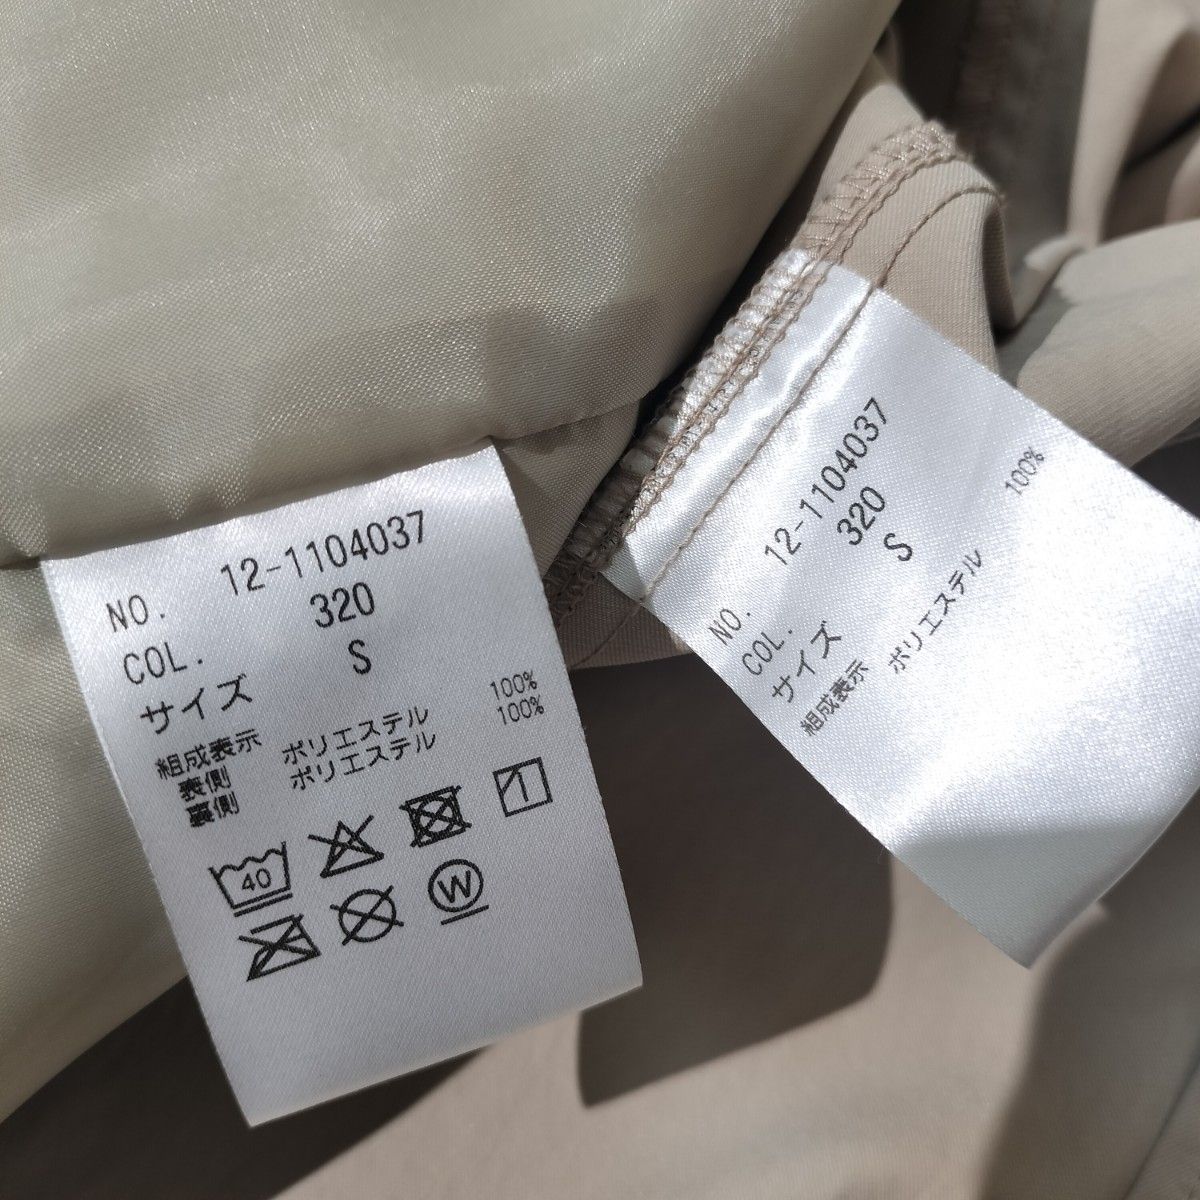 NO. 12-1104037
COL. 320
サイズ S
組成表示
表側 ポリエステル 100%
裏側 ポリエステル 100%
40
W
NO. 12-1104037
COL. 320
サイズ S
組成表示 ポリエステル 100%